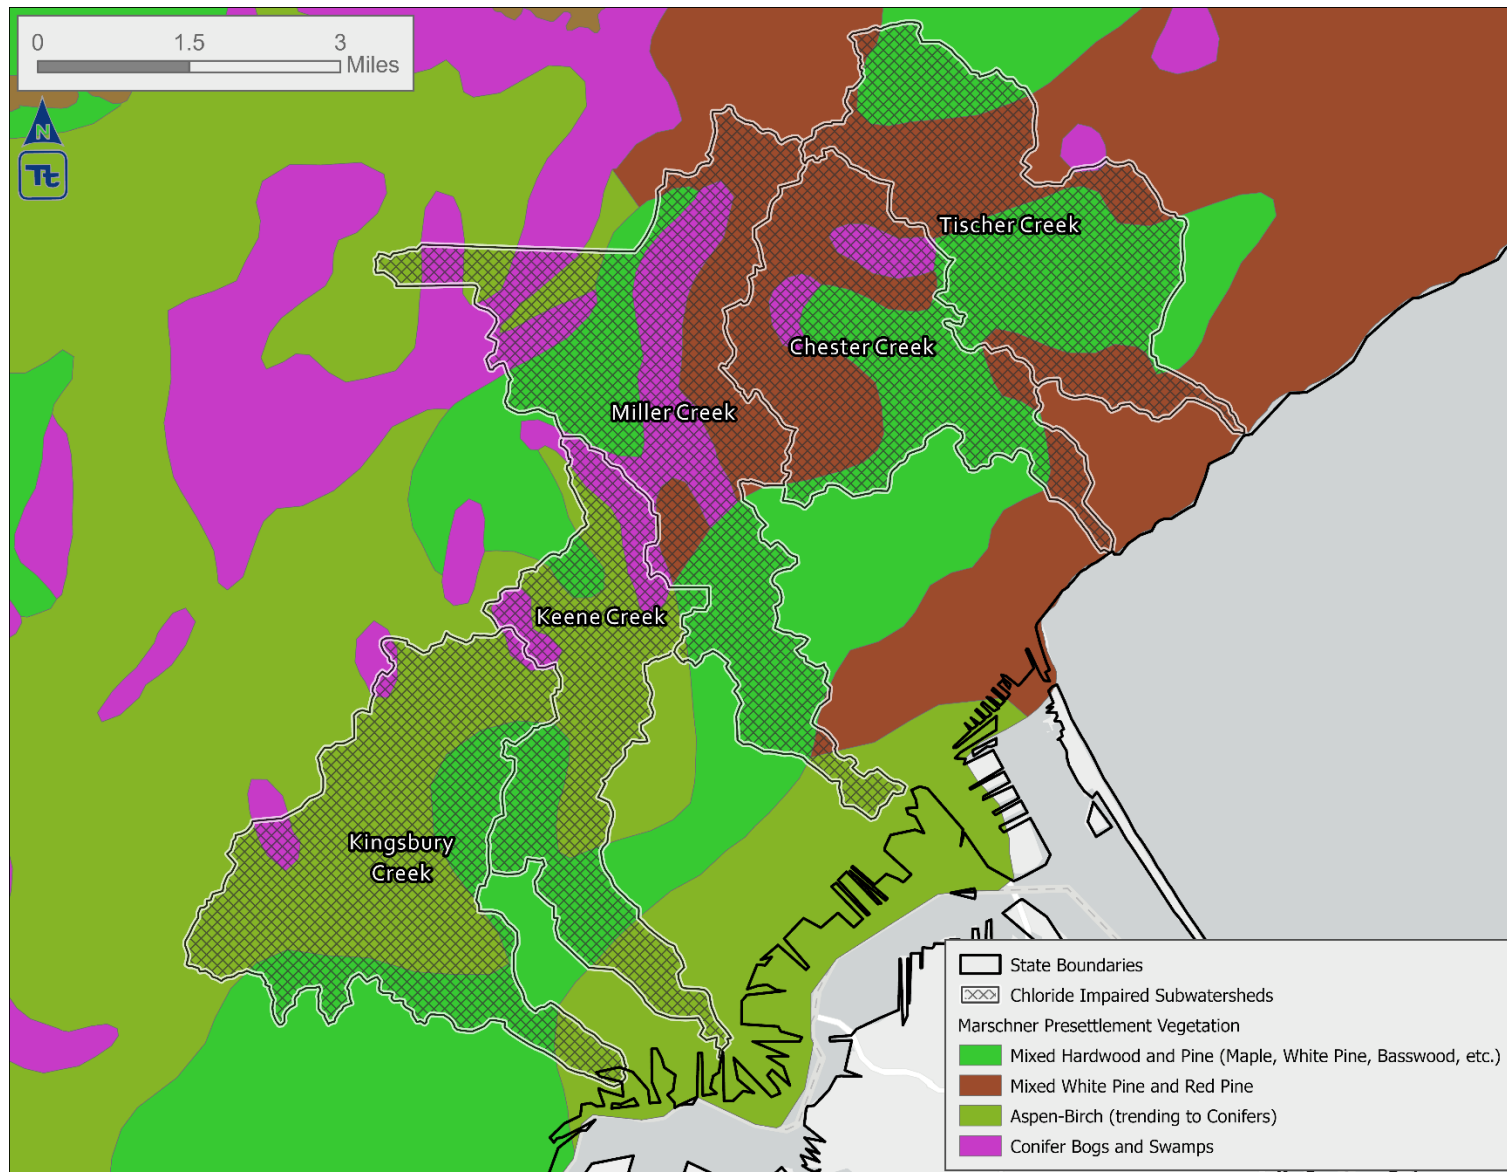 0 1.5 3
Miles
N
Tt
Tischer Creek
Chester Creek
Miller Creek
Keene Creek
Kingsbury
Creek
State Boundaries
Chloride Impaired Subwatersheds
Marschner Presettlement Vegetation
Mixed Hardwood and Pine (Maple, White Pine, Basswood, etc.)
Mixed White Pine and Red Pine
Aspen-Birch (trending to Conifers)
Conifer Bogs and Swamps